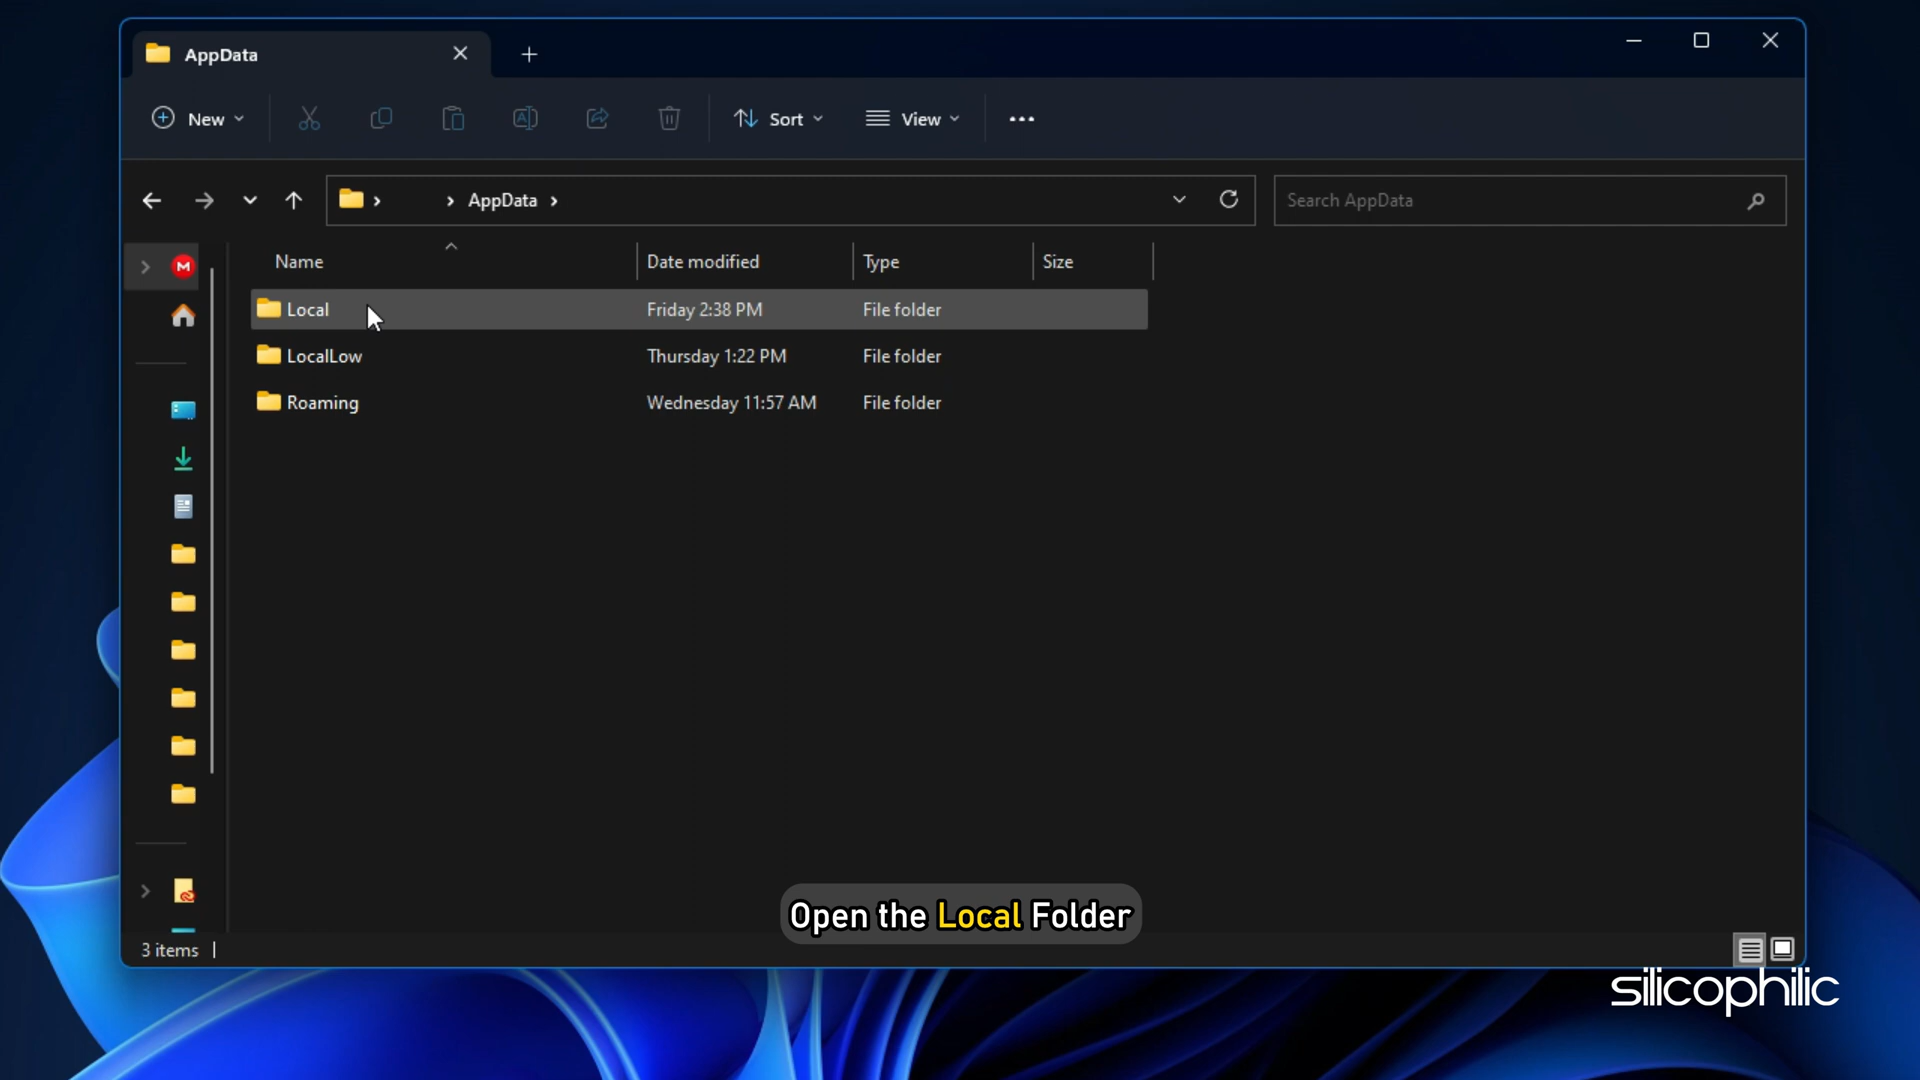 AppData
New
Sort
View
AppData
Search AppData
Name
Date modified
Type
Size
Local
Friday 2:38 PM
File folder
LocalLow
Thursday 1:22 PM
File folder
Roaming
Wednesday 11:57 AM
File folder
Open the Local Folder
3 items
silicophilic